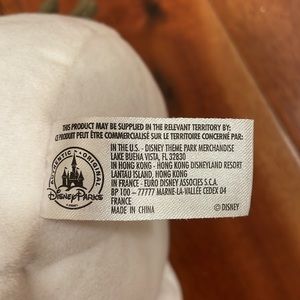 THIS PRODUCT MAY BE SUPPLIED IN THE RELEVANT TERRITORY BY:
CE PRODUIT PEUT ÊTRE COMMERCIALISÉ SUR LE TERRITOIRE CONCERNÉ PAR:
AUTHENTIC ORIGINAL
DISNEY PARKS
IN THE U.S. - DISNEY THEME PARK MERCHANDISE
LAKE BUENA VISTA, FL 32830
IN HONG KONG - HONG KONG DISNEYLAND RESORT
LANTAU ISLAND, HONG KONG
IN FRANCE - EURO DISNEY ASSOCIES S.C.A.
BP 100 - 77777 MARNE-LA-VALLÉE CEDEX 04
FRANCE
MADE IN CHINA
© DISNEY